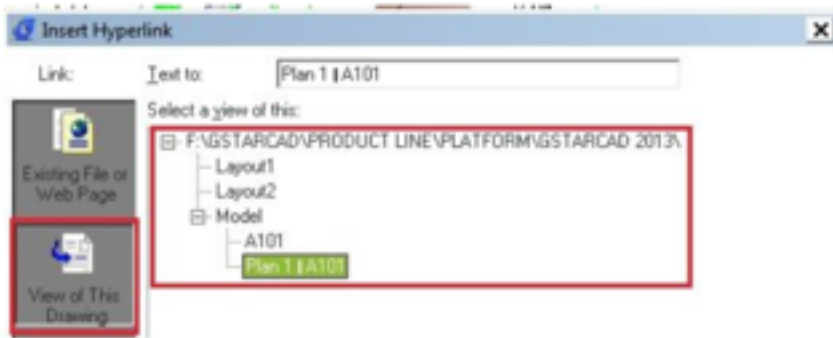 Insert Hyperlink
Link:
Text to:
Plan 1 | A101
Select a view of this:
F:\GSTARCAD\PRODUCT LINE\PLATFORM\GSTARCAD 2013\
Layout1
Layout2
Model
A101
Plan 1 | A101
Existing File or
Web Page
View of This
Drawing